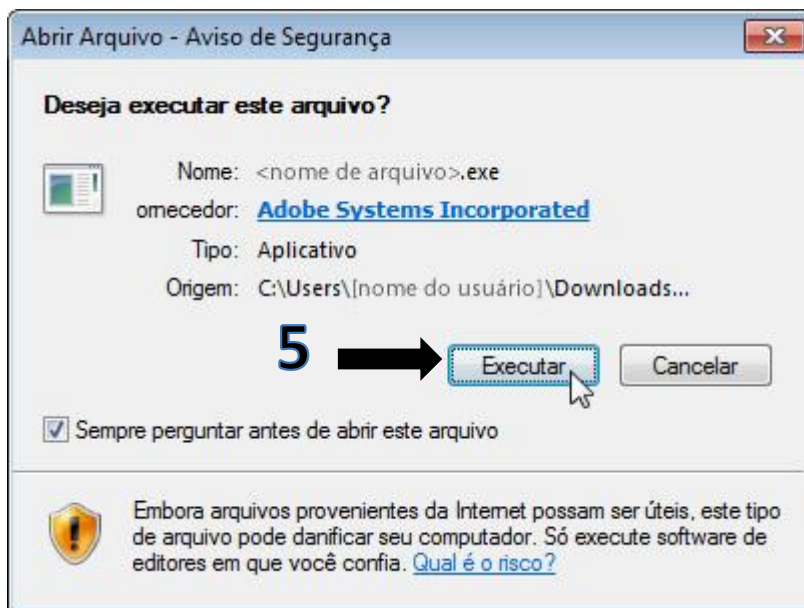 Abrir Arquivo - Aviso de Segurança
Deseja executar este arquivo?
Nome: <nome de arquivo>.exe
ornecedor: Adobe Systems Incorporated
Tipo: Aplicativo
Origem: C:\Users\[nome do usuário]\Downloads...
5 Executar Cancelar
Sempre perguntar antes de abrir este arquivo
Embora arquivos provenientes da Internet possam ser úteis, este tipo
de arquivo pode danificar seu computador. Só execute software de
editores em que você confia. Qual é o risco?